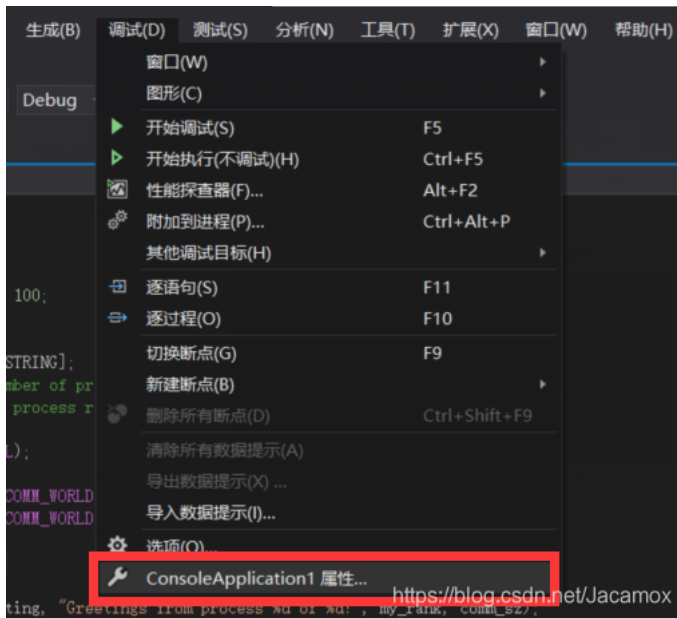 生成(B) 调试(D) 测试(S) 分析(N) 工具(T) 扩展(X) 窗口(W) 帮助(H)
窗口(W)
Debug
图形(C)
开始调试(S) F5
开始执行(不调试)(H) Ctrl+F5
性能探查器(F)... Alt+F2
附加到进程(P)... Ctrl+Alt+P
其他调试目标(H)
逐语句(S) F11
100;
逐过程(O) F10
切换断点(G) F9
STRING];
新建断点(B)
mber of pr
process r
删除所有断点(D) Ctrl+Shift+F9
L);
清除所有数据提示(A)
导出数据提示(X) ...
COMM_WORLD
导入数据提示(I)...
COMM_WORLD
选项(O)...
ConsoleApplication1 属性...
https://blog.csdn.net/Jacamox
ting, "Greetings from process %d of %d!", my_rank, comm_sz);